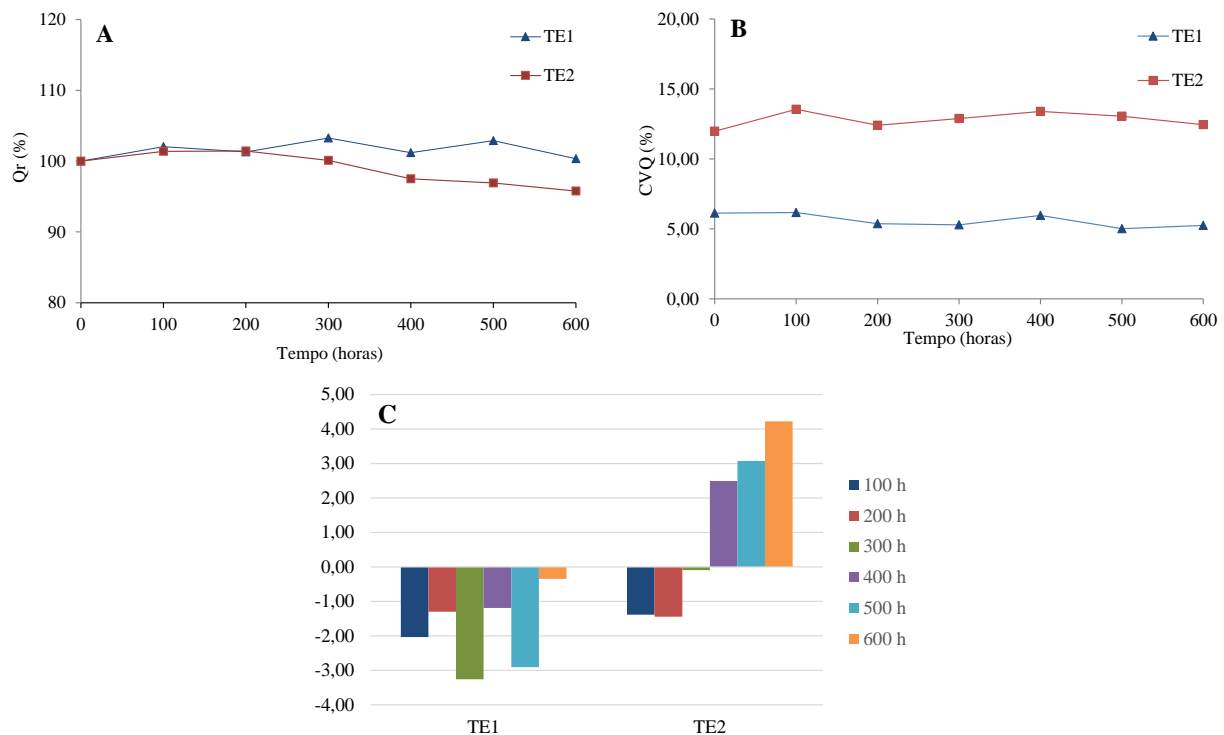 A
120
110
100
90
80
Qr (%)
0 100 200 300 400 500 600
Tempo (horas)
TE1
TE2
B
20,00
15,00
10,00
5,00
0,00
CVQ (%)
0 100 200 300 400 500 600
Tempo (horas)
TE1
TE2
C
5,00
4,00
3,00
2,00
1,00
0,00
-1,00
-2,00
-3,00
-4,00
TE1 TE2
100 h
200 h
300 h
400 h
500 h
600 h